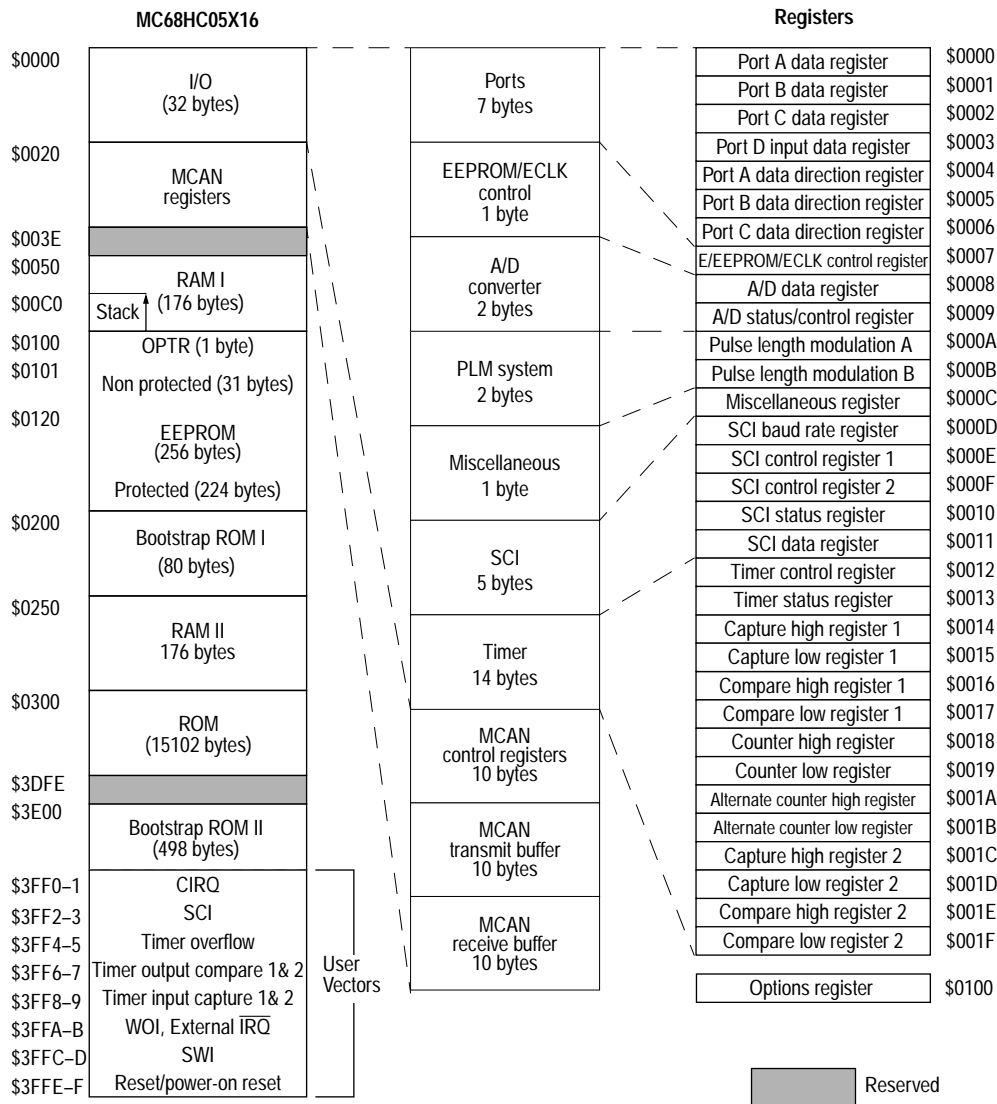 MC68HC05X16
Registers
$0000
I/O
(32 bytes)
$0020
MCAN
registers
$003E
$0050
RAM I
(176 bytes)
$00C0
Stack
$0100
OPTR (1 byte)
$0101
Non protected (31 bytes)
$0120
EEPROM
(256 bytes)
Protected (224 bytes)
$0200
Bootstrap ROM I
(80 bytes)
$0250
RAM II
176 bytes
$0300
ROM
(15102 bytes)
$3DFE
$3E00
Bootstrap ROM II
(498 bytes)
$3FF0–1 CIRQ
$3FF2–3 SCI
$3FF4–5 Timer overflow
$3FF6–7 Timer output compare 1& 2
$3FF8–9 Timer input capture 1& 2
$3FFA–B WOI, External IRQ
$3FFC–D SWI
$3FFE–F Reset/power-on reset
User
Vectors
Ports
7 bytes
EEPROM/ECLK
control
1 byte
A/D
converter
2 bytes
PLM system
2 bytes
Miscellaneous
1 byte
SCI
5 bytes
Timer
14 bytes
MCAN
control registers
10 bytes
MCAN
transmit buffer
10 bytes
MCAN
receive buffer
10 bytes
Port A data register $0000
Port B data register $0001
Port C data register $0002
Port D input data register $0003
Port A data direction register $0004
Port B data direction register $0005
Port C data direction register $0006
E/EEPROM/ECLK control register $0007
A/D data register $0008
A/D status/control register $0009
Pulse length modulation A $000A
Pulse length modulation B $000B
Miscellaneous register $000C
SCI baud rate register $000D
SCI control register 1 $000E
SCI control register 2 $000F
SCI status register $0010
SCI data register $0011
Timer control register $0012
Timer status register $0013
Capture high register 1 $0014
Capture low register 1 $0015
Compare high register 1 $0016
Compare low register 1 $0017
Counter high register $0018
Counter low register $0019
Alternate counter high register $001A
Alternate counter low register $001B
Capture high register 2 $001C
Capture low register 2 $001D
Compare high register 2 $001E
Compare low register 2 $001F
Options register $0100
Reserved